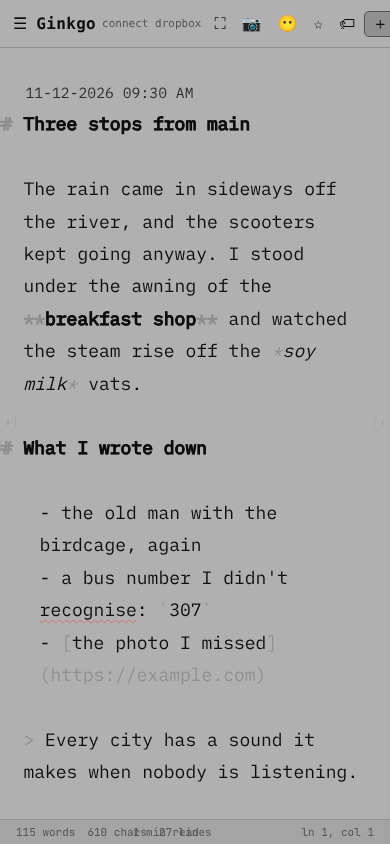 ☰ Ginkgo connect dropbox +
11-12-2026 09:30 AM
# Three stops from main
The rain came in sideways off
the river, and the scooters
kept going anyway. I stood
under the awning of the
**breakfast shop** and watched
the steam rise off the *soy
milk* vats.
# What I wrote down
- the old man with the
birdcage, again
- a bus number I didn't
recognise: `307`
- [the photo I missed]
(https://example.com)
> Every city has a sound it
makes when nobody is listening.
115 words 610 chars ln 1, col 1